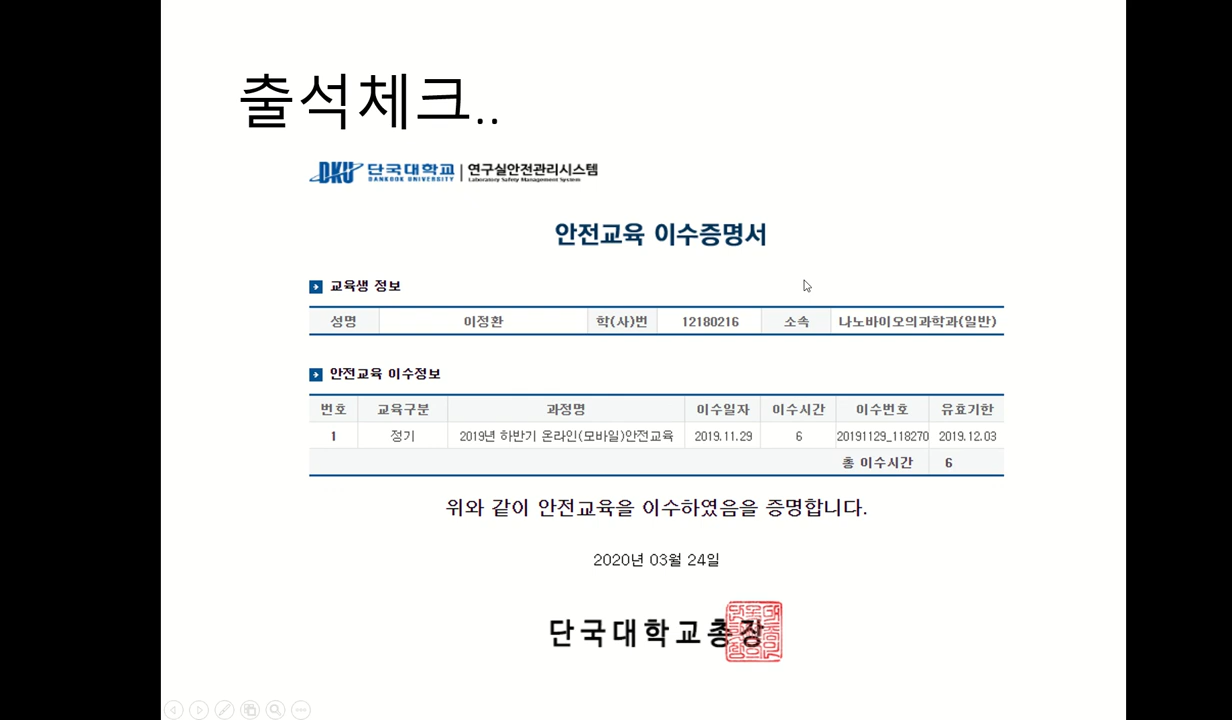 출석체크..
DKU 단국대학교 DANKOOK UNIVERSITY | 연구실안전관리시스템 Laboratory Safety Management System
안전교육 이수증명서
교육생 정보
성명 이정환 학(사)번 12180216 소속 나노바이오의과학과(일반)
안전교육 이수정보
번호 교육구분 과정명 이수일자 이수시간 이수번호 유효기한
1 정기 2019년 하반기 온라인(모바일)안전교육 2019.11.29 6 20191129_118270 2019.12.03
총 이수시간 6
위와 같이 안전교육을 이수하였음을 증명합니다.
2020년 03월 24일
단국대학교총장